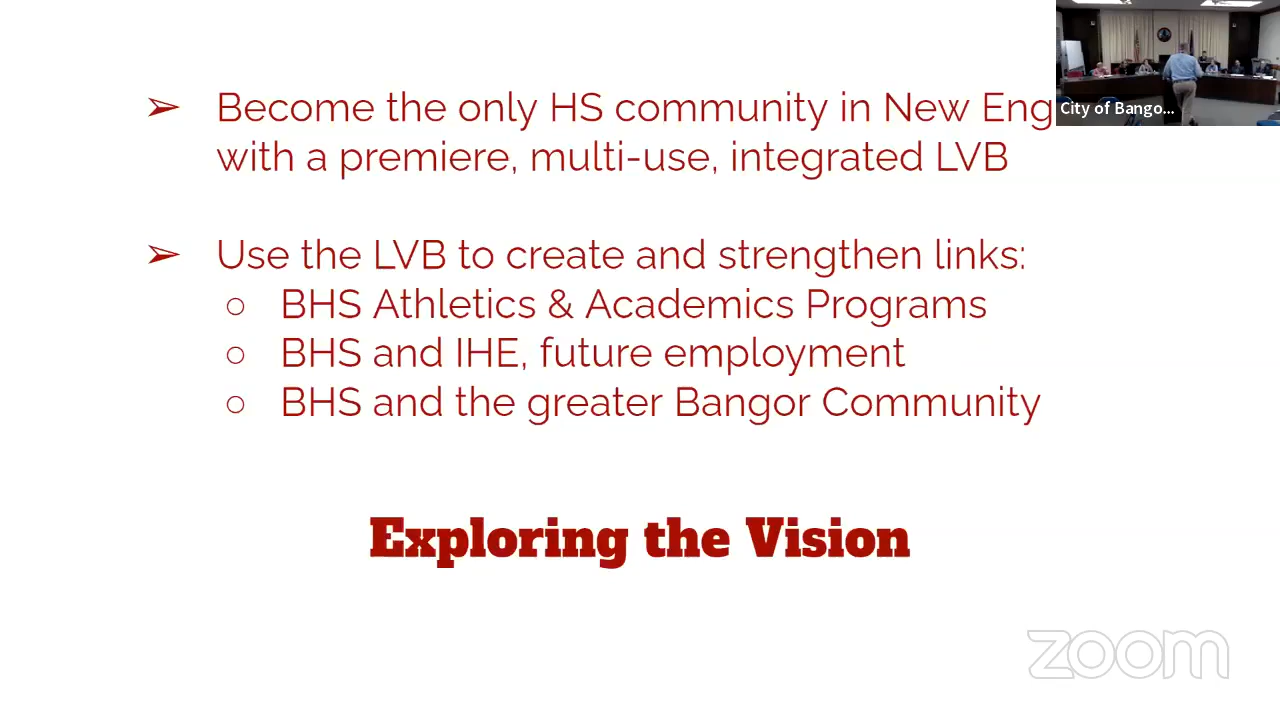 ➢ Become the only HS community in New Eng
with a premiere, multi-use, integrated LVB
➢ Use the LVB to create and strengthen links:
○ BHS Athletics & Academics Programs
○ BHS and IHE, future employment
○ BHS and the greater Bangor Community
Exploring the Vision
City of Bango...
zoom